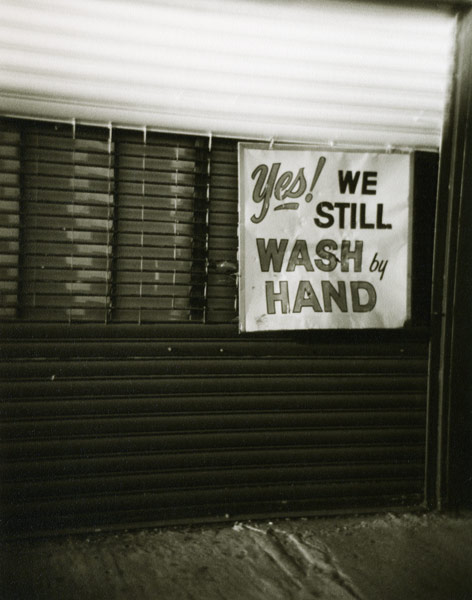 Yes! WE
STILL
WASH by
HAND